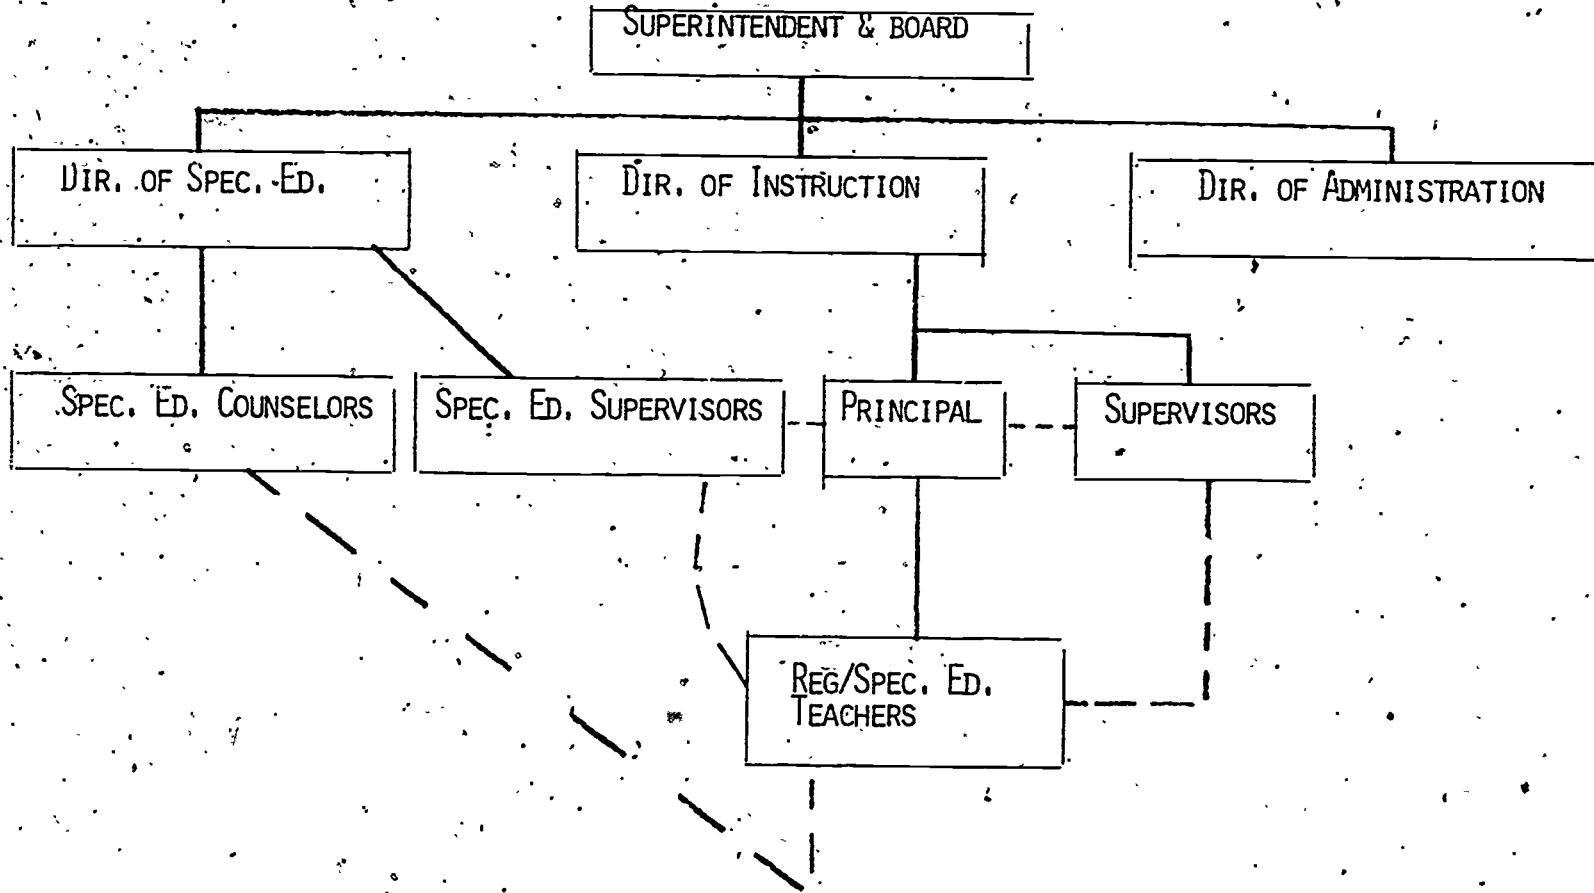 SUPERINTENDENT & BOARD
DIR. OF SPEC. ED.
DIR. OF INSTRUCTION
DIR. OF ADMINISTRATION
SPEC. ED. COUNSELORS
SPEC. ED. SUPERVISORS
PRINCIPAL
SUPERVISORS
REG/SPEC. ED.
TEACHERS